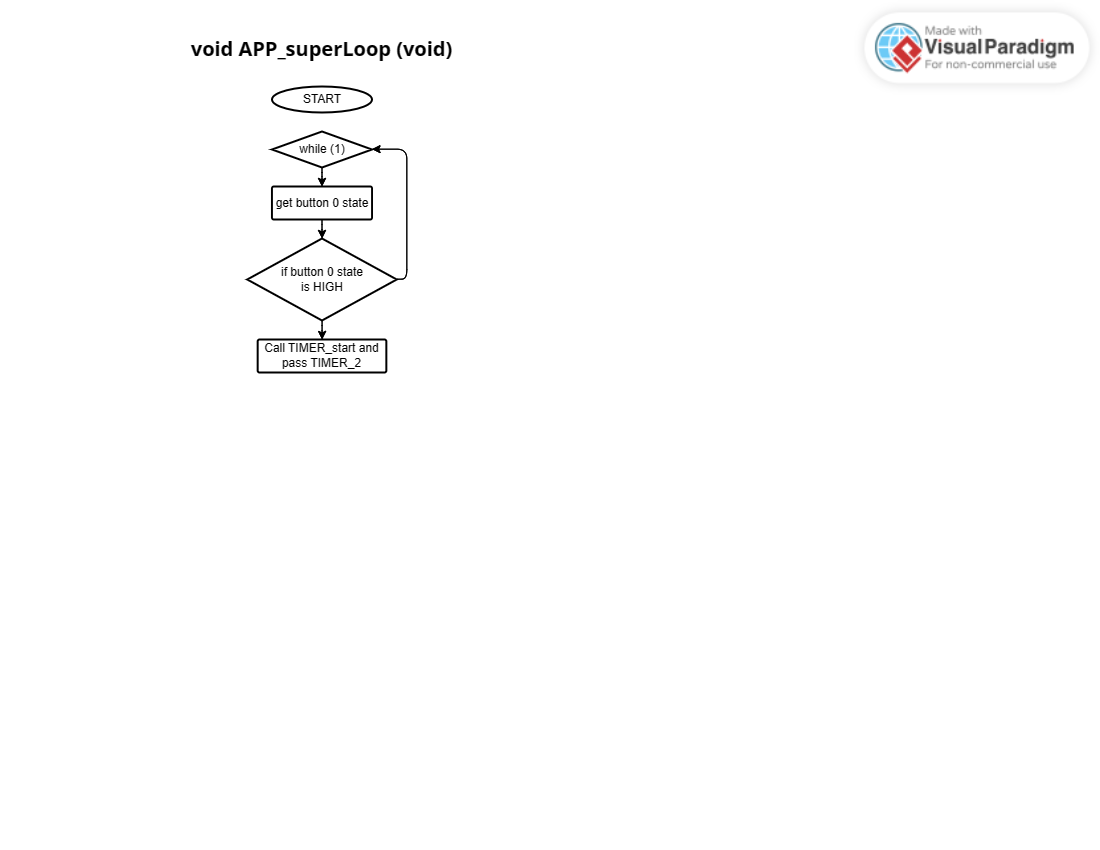 void APP_superLoop (void)
Made with
Visual Paradigm
For non-commercial use
START
while (1)
get button 0 state
if button 0 state
is HIGH
Call TIMER_start and
pass TIMER_2